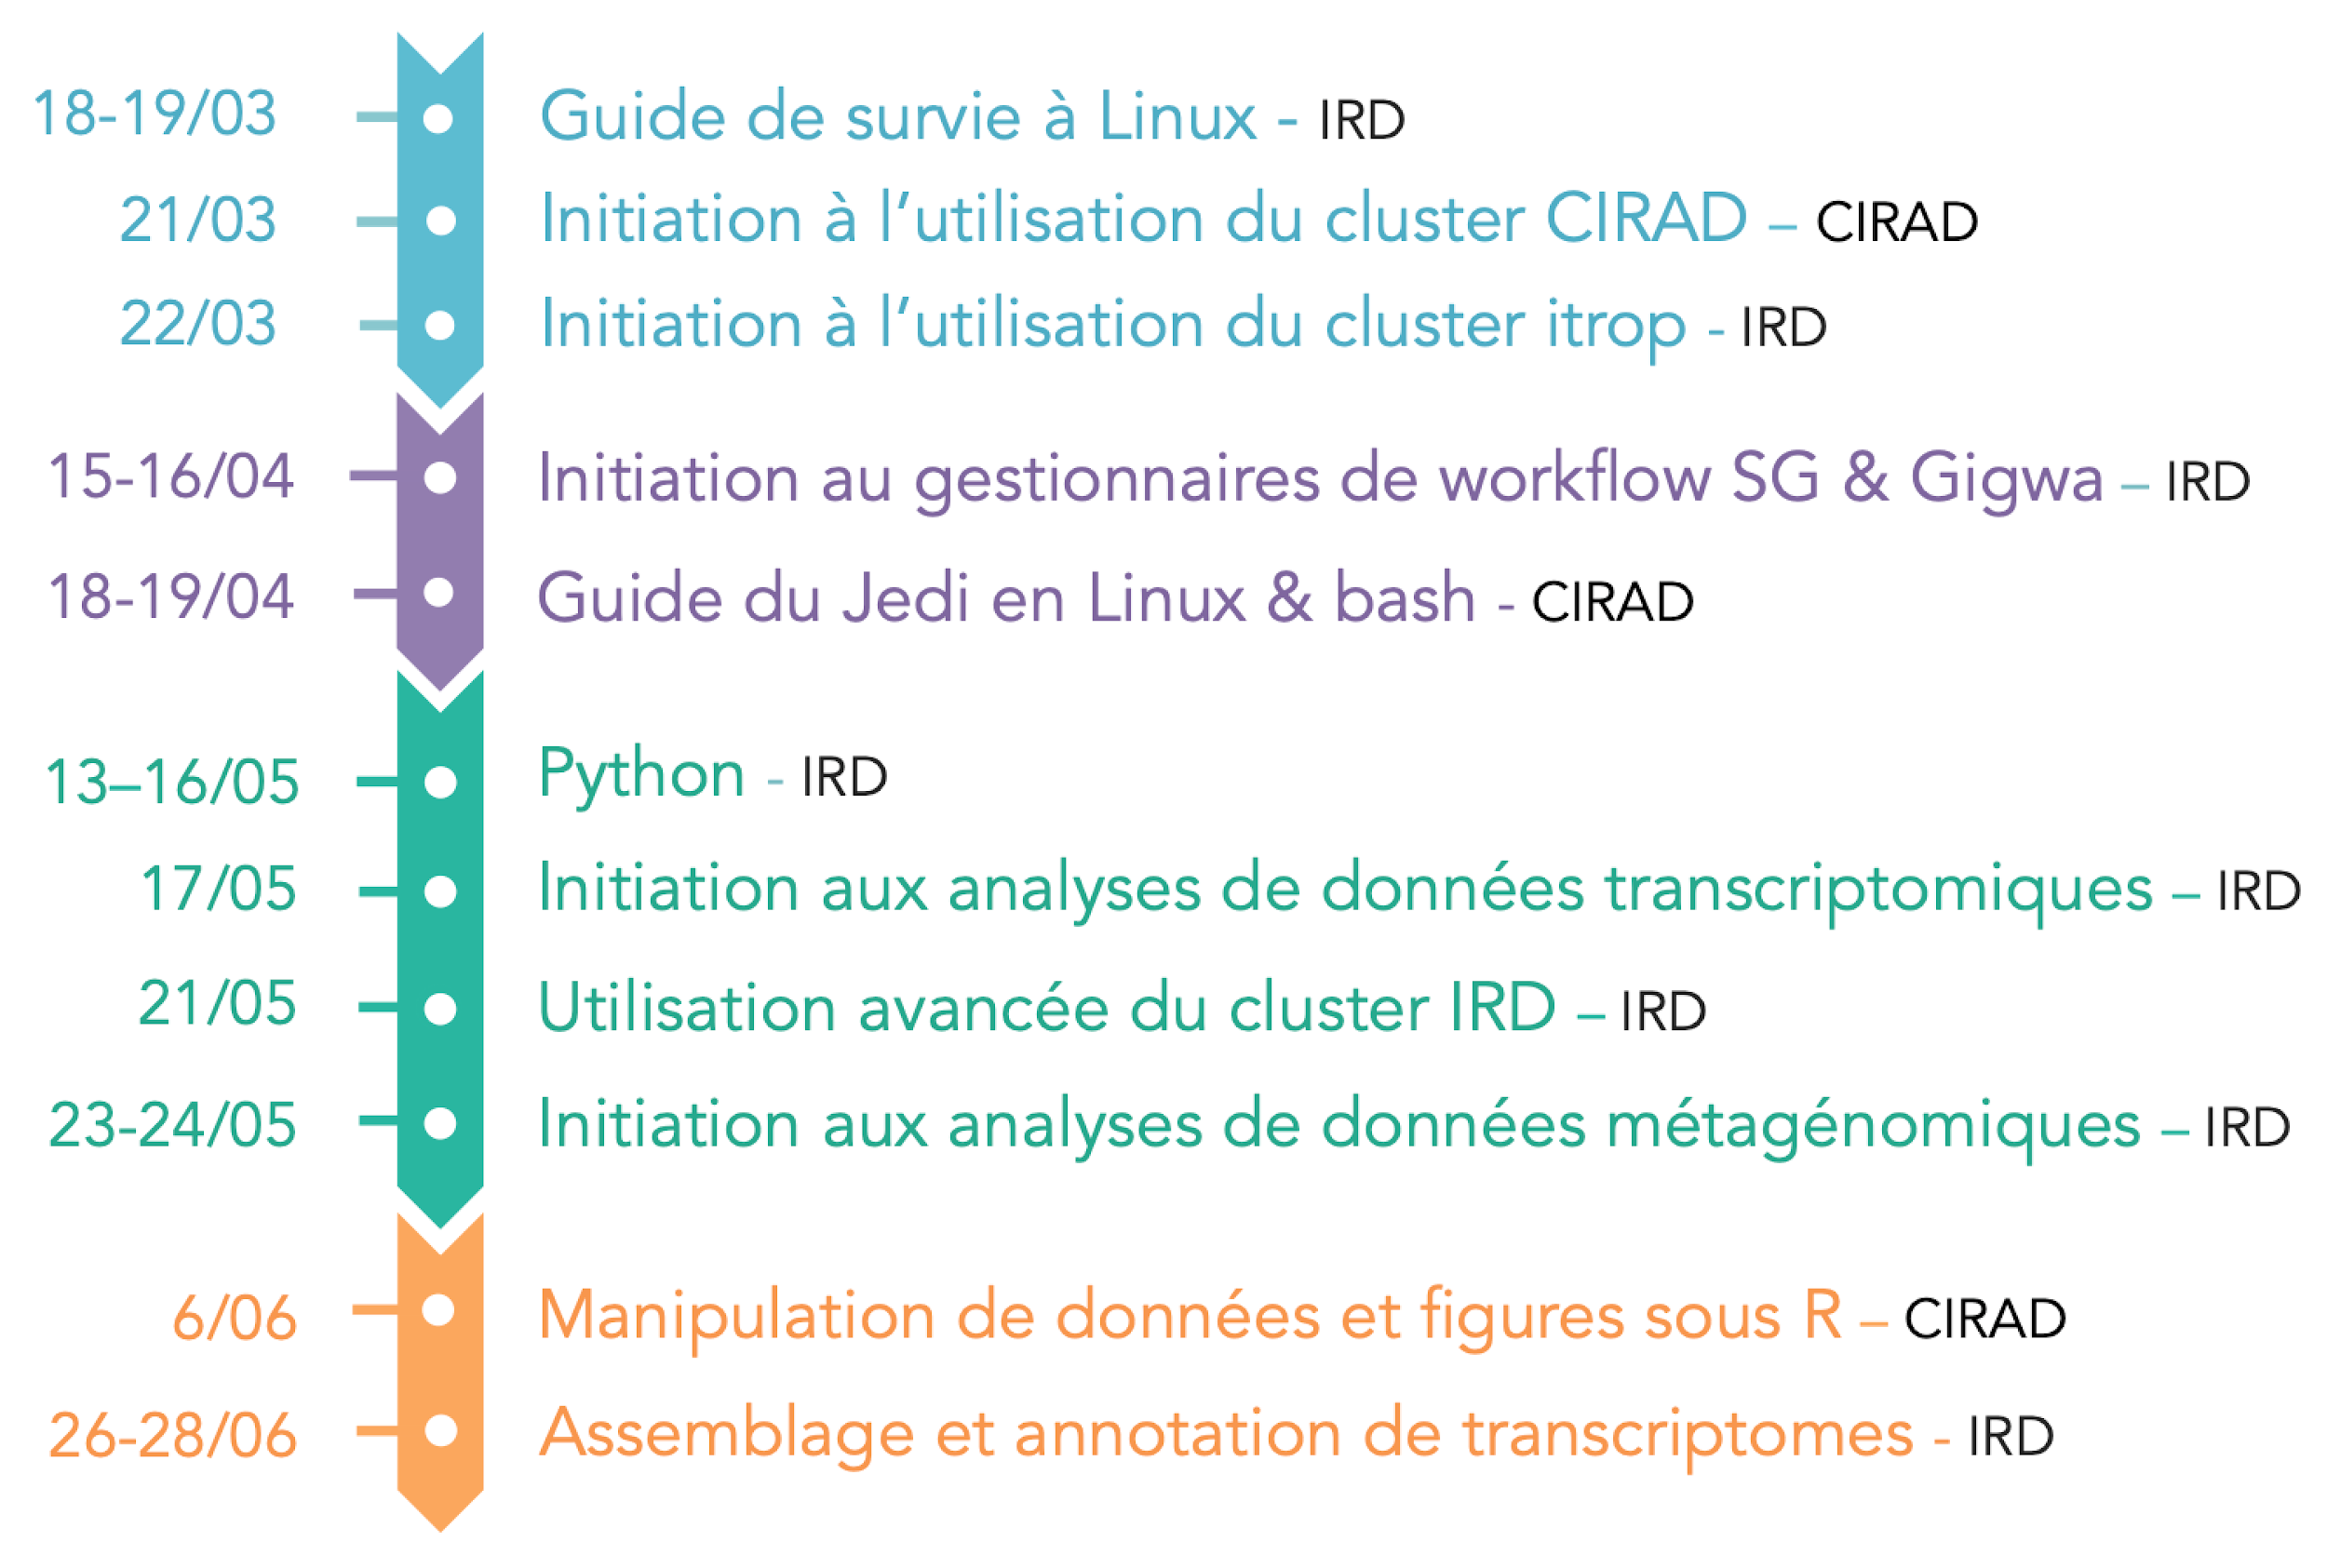 18-19/03 Guide de survie à Linux - IRD
21/03 Initiation à l’utilisation du cluster CIRAD – CIRAD
22/03 Initiation à l’utilisation du cluster itrop - IRD
15-16/04 Initiation au gestionnaires de workflow SG & Gigwa – IRD
18-19/04 Guide du Jedi en Linux & bash - CIRAD
13–16/05 Python - IRD
17/05 Initiation aux analyses de données transcriptomiques – IRD
21/05 Utilisation avancée du cluster IRD – IRD
23-24/05 Initiation aux analyses de données métagénomiques – IRD
6/06 Manipulation de données et figures sous R – CIRAD
26-28/06 Assemblage et annotation de transcriptomes - IRD